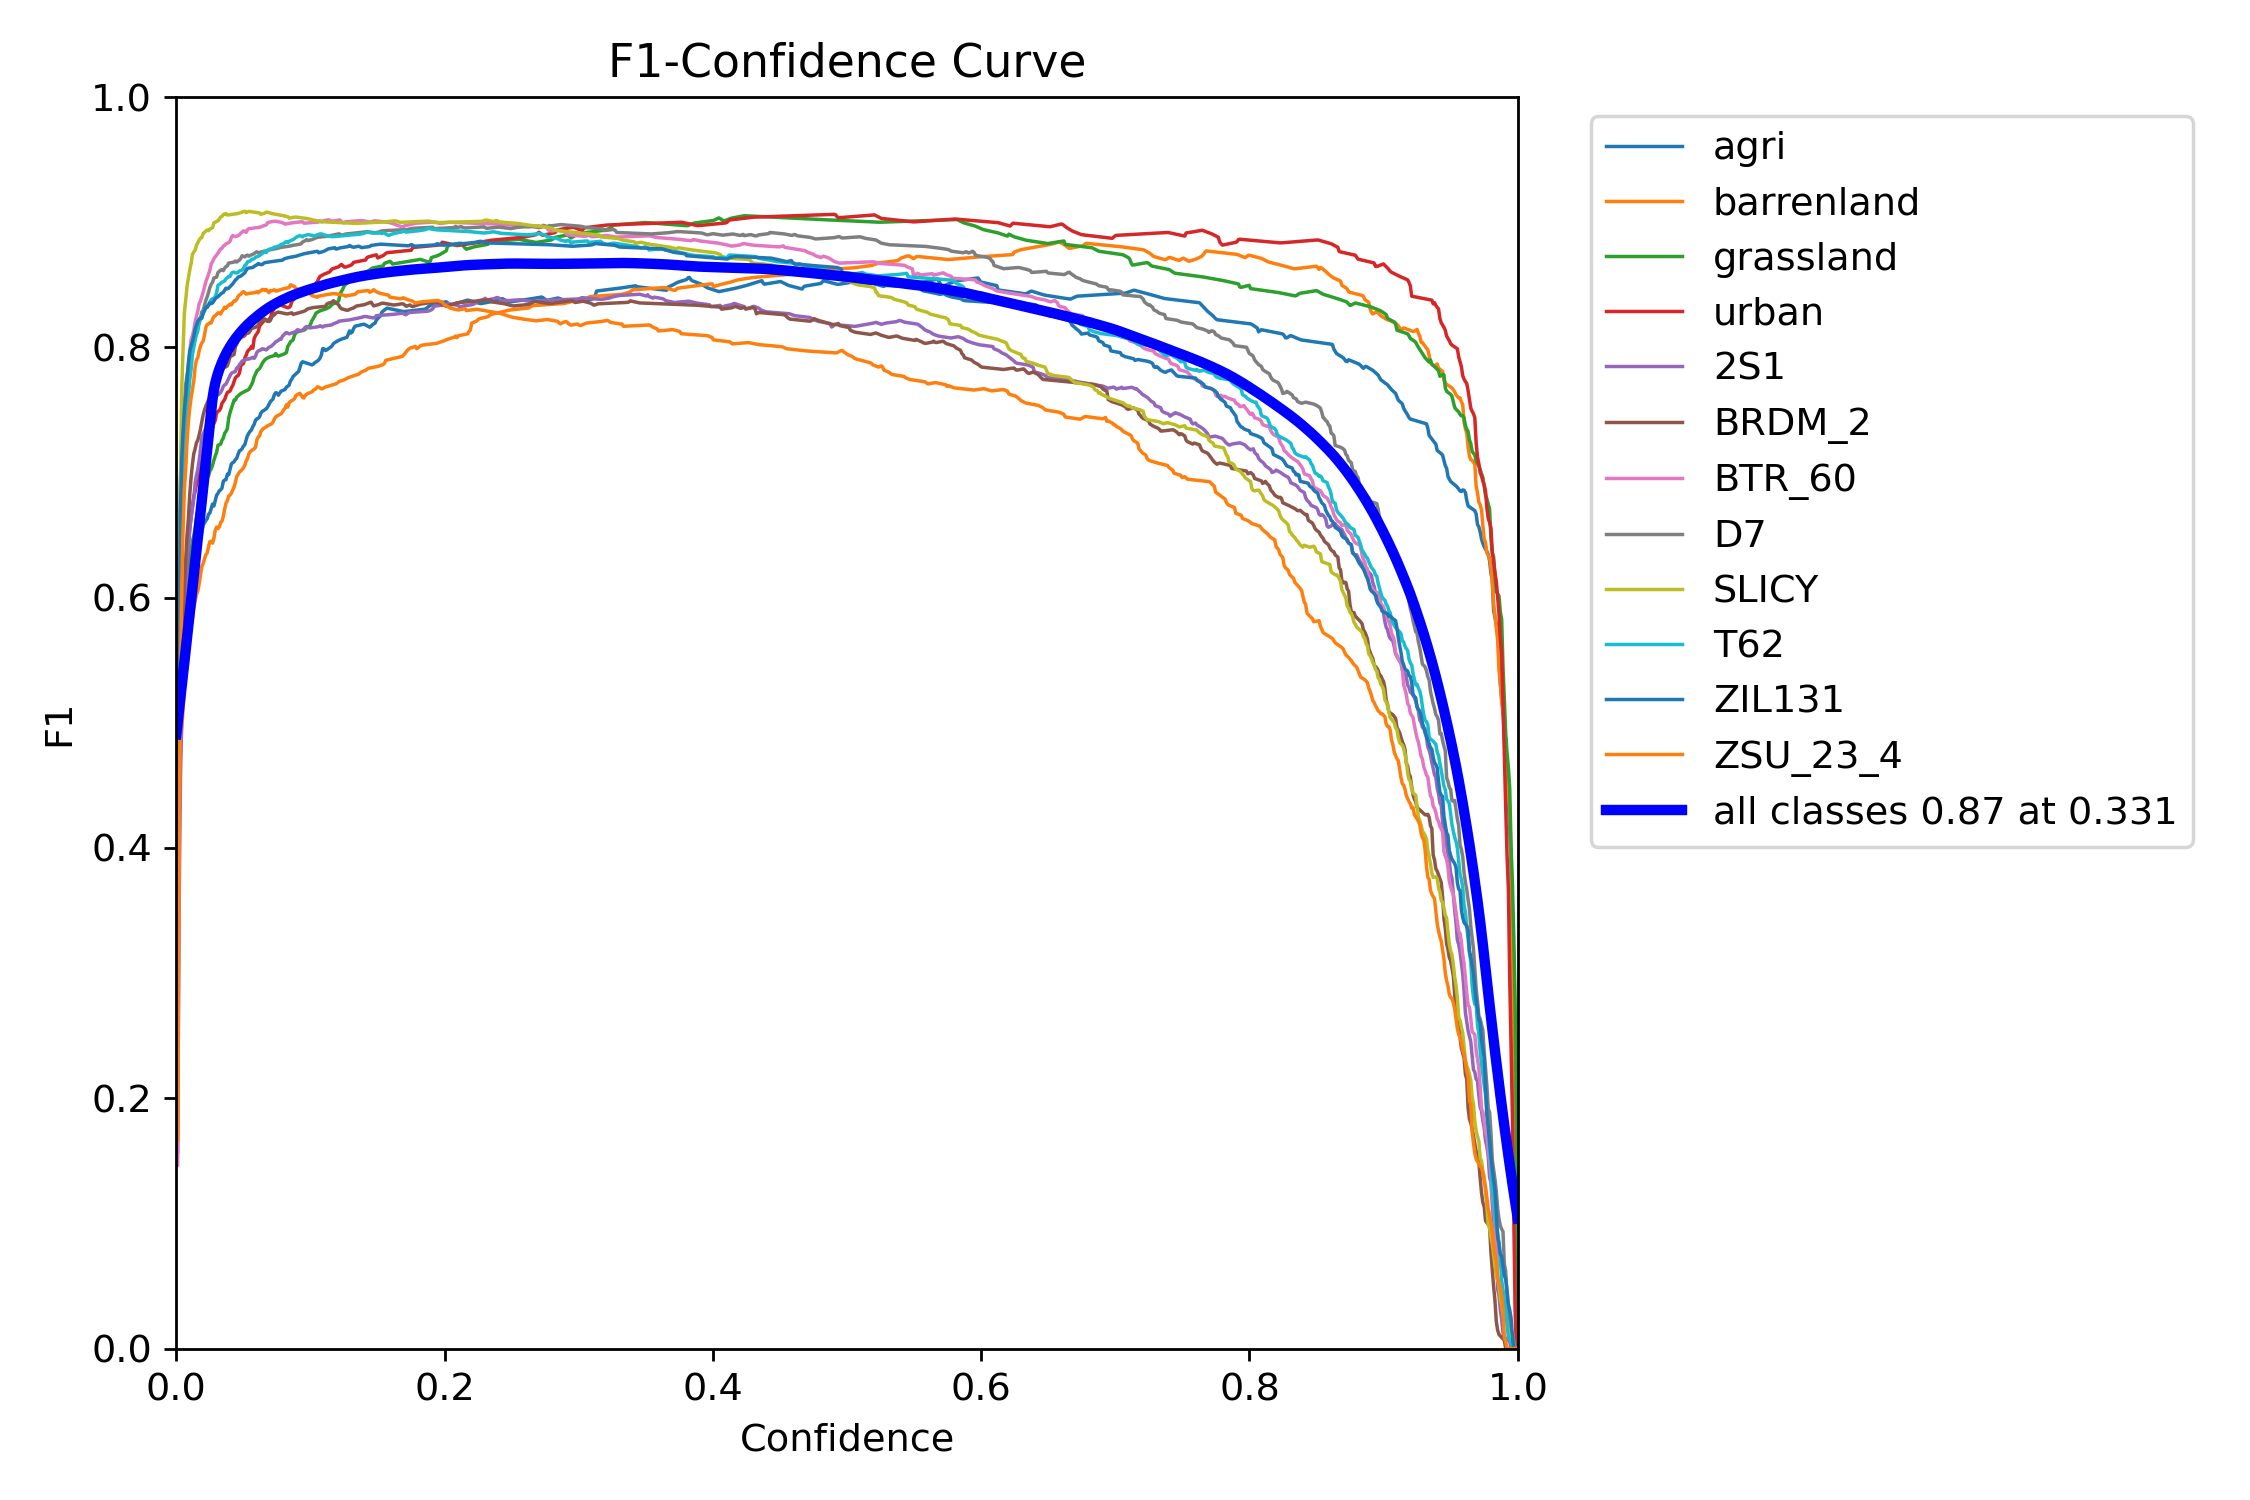 F1-Confidence Curve
1.0
0.8
0.6
0.4
0.2
0.0
F1
0.0 0.2 0.4 0.6 0.8 1.0
Confidence
agri
barrenland
grassland
urban
2S1
BRDM_2
BTR_60
D7
SLICY
T62
ZIL131
ZSU_23_4
all classes 0.87 at 0.331